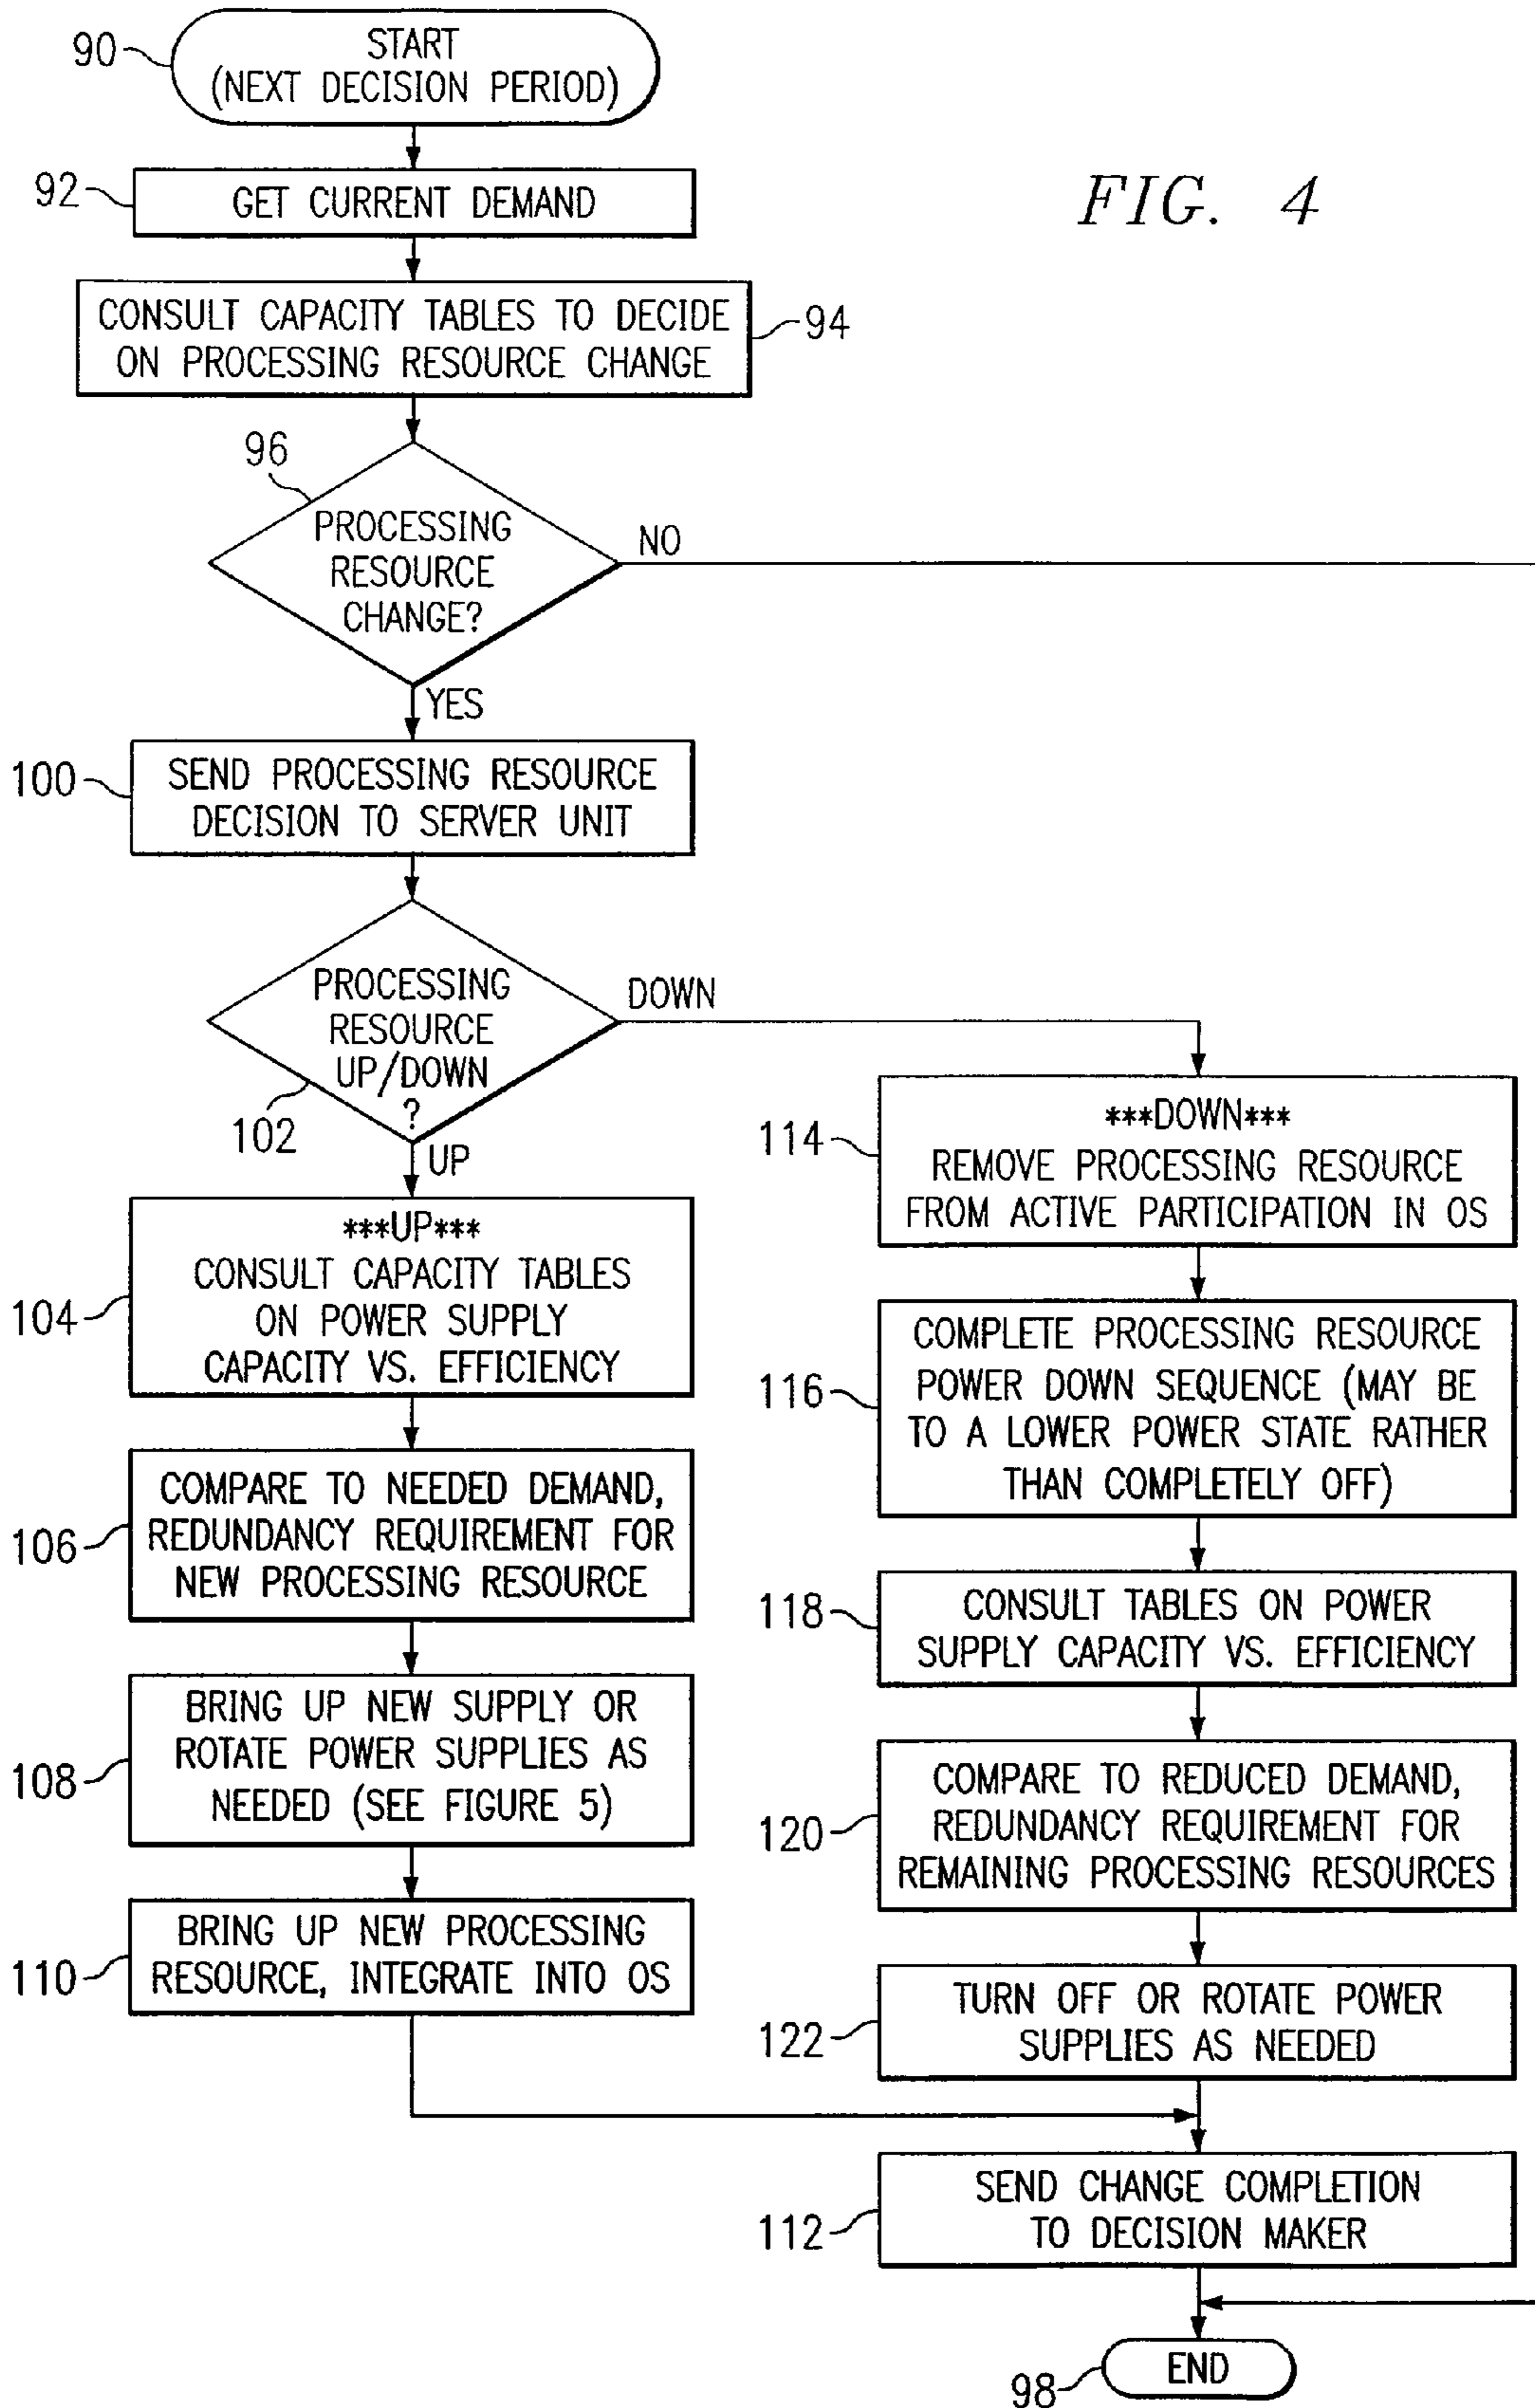 90
START
(NEXT DECISION PERIOD)
92
GET CURRENT DEMAND
FIG. 4
CONSULT CAPACITY TABLES TO DECIDE
ON PROCESSING RESOURCE CHANGE
94
96
PROCESSING
RESOURCE
CHANGE?
NO
YES
100
SEND PROCESSING RESOURCE
DECISION TO SERVER UNIT
PROCESSING
RESOURCE
UP/DOWN
?
102
DOWN
UP
104
***UP***
CONSULT CAPACITY TABLES
ON POWER SUPPLY
CAPACITY VS. EFFICIENCY
106
COMPARE TO NEEDED DEMAND,
REDUNDANCY REQUIREMENT FOR
NEW PROCESSING RESOURCE
108
BRING UP NEW SUPPLY OR
ROTATE POWER SUPPLIES AS
NEEDED (SEE FIGURE 5)
110
BRING UP NEW PROCESSING
RESOURCE, INTEGRATE INTO OS
114
***DOWN***
REMOVE PROCESSING RESOURCE
FROM ACTIVE PARTICIPATION IN OS
116
COMPLETE PROCESSING RESOURCE
POWER DOWN SEQUENCE (MAY BE
TO A LOWER POWER STATE RATHER
THAN COMPLETELY OFF)
118
CONSULT TABLES ON POWER
SUPPLY CAPACITY VS. EFFICIENCY
120
COMPARE TO REDUCED DEMAND,
REDUNDANCY REQUIREMENT FOR
REMAINING PROCESSING RESOURCES
122
TURN OFF OR ROTATE POWER
SUPPLIES AS NEEDED
112
SEND CHANGE COMPLETION
TO DECISION MAKER
98
END